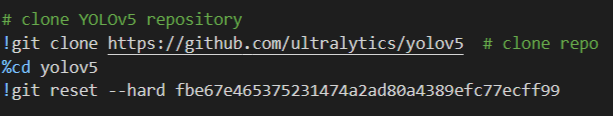 # clone YOLOv5 repository
!git clone https://github.com/ultralytics/yolov5  # clone repo
%cd yolov5
!git reset --hard fbe67e465375231474a2ad80a4389efc77ecff99